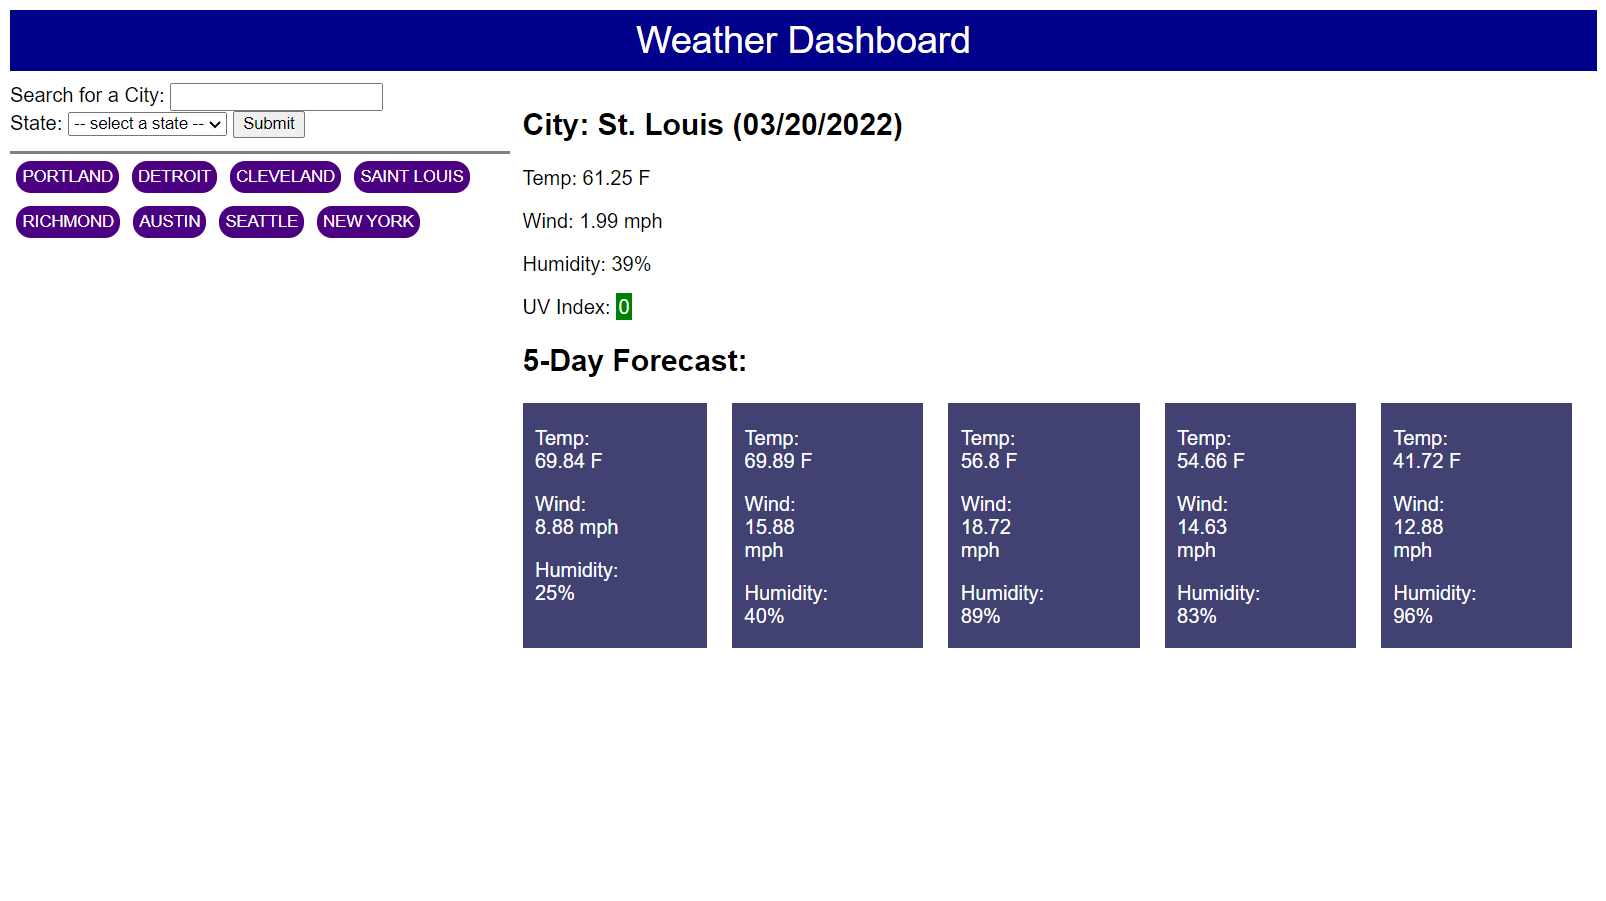 Weather Dashboard
Search for a City:
State: -- select a state -- Submit
PORTLAND DETROIT CLEVELAND SAINT LOUIS
RICHMOND AUSTIN SEATTLE NEW YORK
City: St. Louis (03/20/2022)
Temp: 61.25 F
Wind: 1.99 mph
Humidity: 39%
UV Index: 0
5-Day Forecast:
Temp:
69.84 F
Wind:
8.88 mph
Humidity:
25%
Temp:
69.89 F
Wind:
15.88
mph
Humidity:
40%
Temp:
56.8 F
Wind:
18.72
mph
Humidity:
89%
Temp:
54.66 F
Wind:
14.63
mph
Humidity:
83%
Temp:
41.72 F
Wind:
12.88
mph
Humidity:
96%